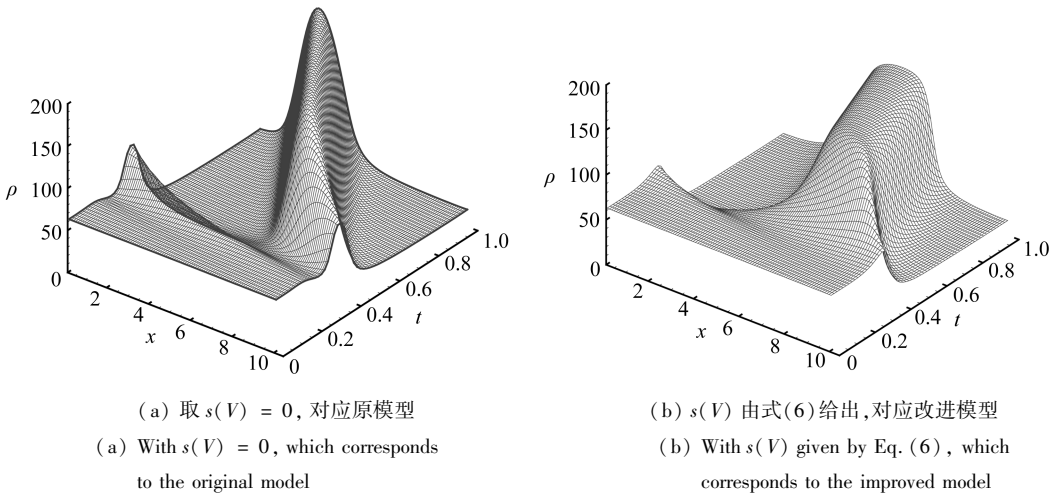 200
150
ρ 100
50
0
2
4
x 6
8
10
0
0.2
0.4
t
0.6
0.8
1.0
200
150
ρ 100
50
0
2
4
x 6
8
10
0
0.2
0.4
t
0.6
0.8
1.0
(a) 取 s(V) = 0, 对应原模型
(a) With s(V) = 0, which corresponds
to the original model
(b) s(V) 由式(6)给出,对应改进模型
(b) With s(V) given by Eq. (6), which
corresponds to the improved model